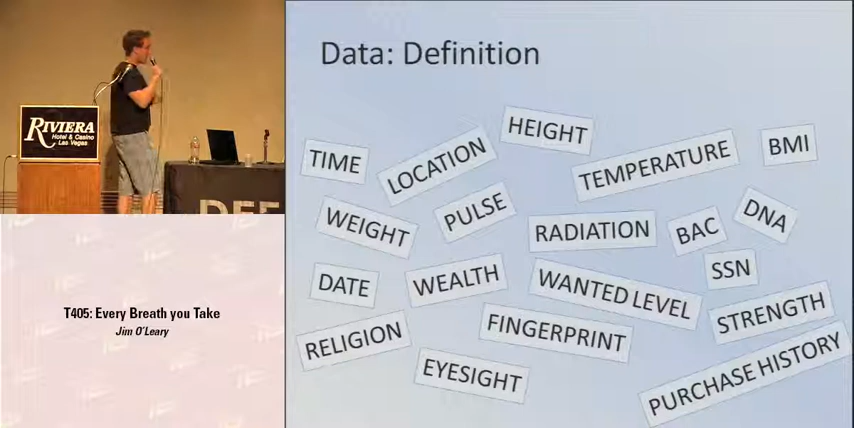 RIVIERA
Hotel & Casino
Las Vegas
DEF
T405: Every Breath you Take
Jim O'Leary
Data: Definition
TIME
LOCATION
HEIGHT
TEMPERATURE
BMI
WEIGHT
PULSE
RADIATION
BAC
DNA
DATE
WEALTH
WANTED LEVEL
SSN
STRENGTH
RELIGION
FINGERPRINT
EYESIGHT
PURCHASE HISTORY